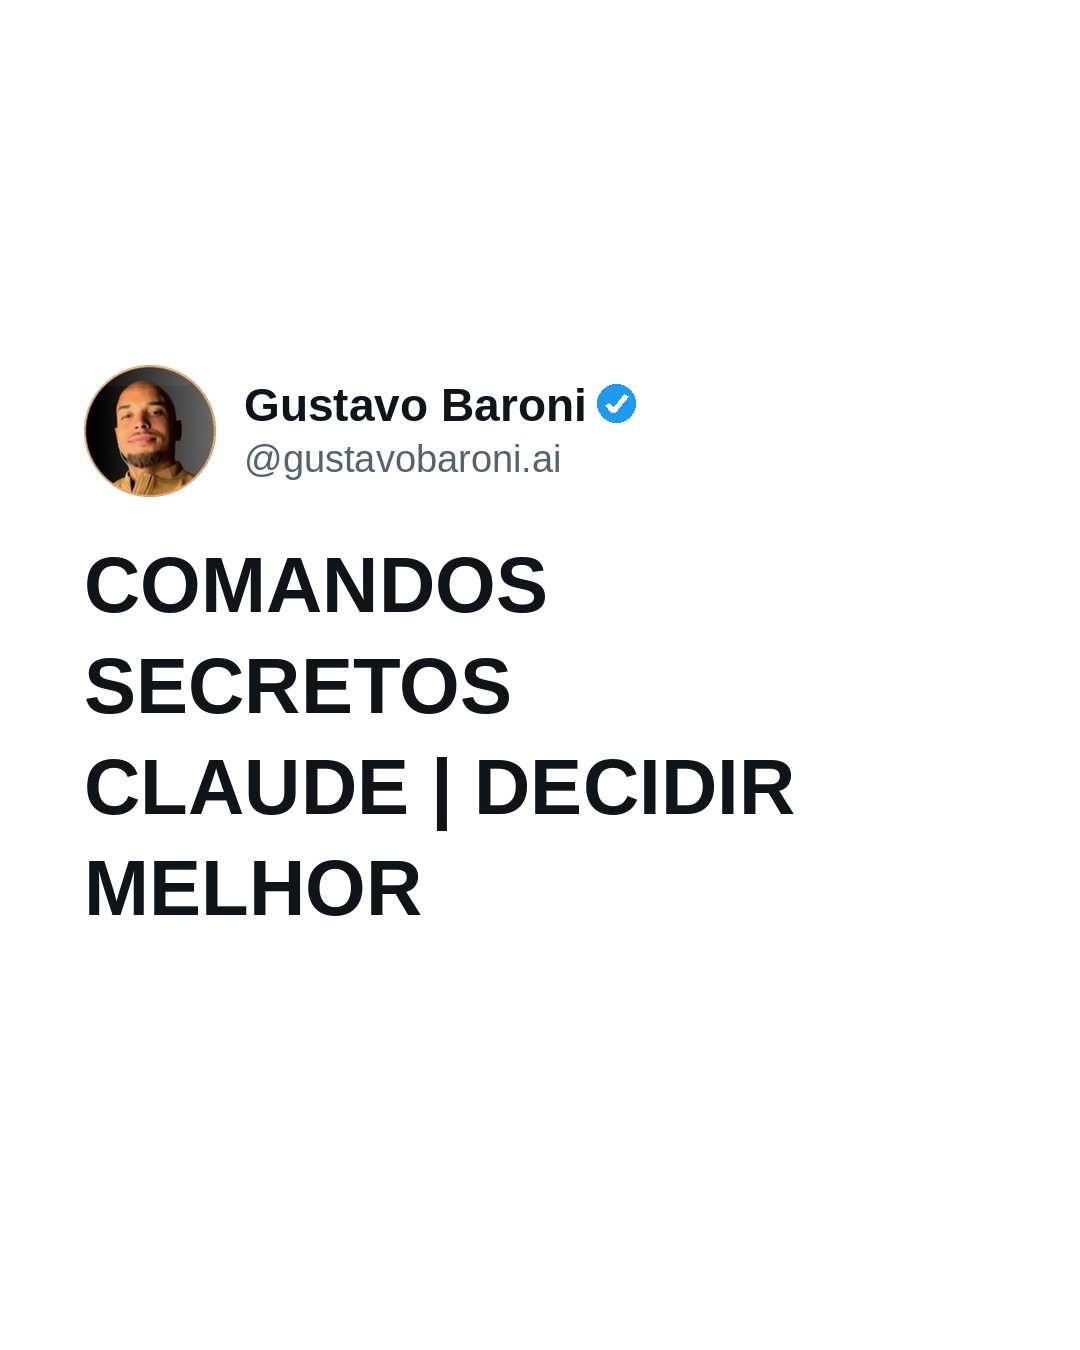 Gustavo Baroni
@gustavobaroni.ai
COMANDOS
SECRETOS
CLAUDE | DECIDIR
MELHOR